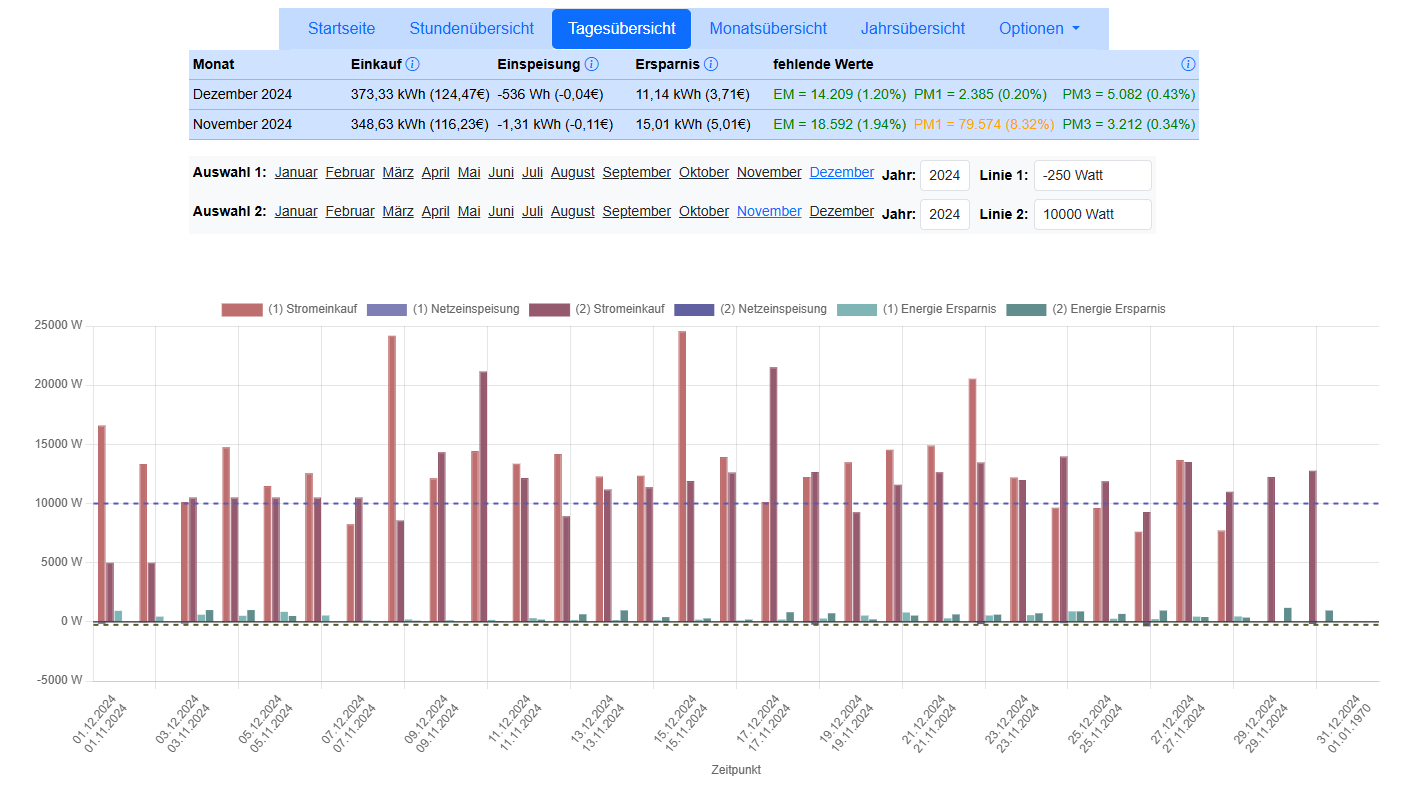 Startseite Stundenübersicht Tagesübersicht Monatsübersicht Jahrsübersicht Optionen
Monat Einkauf Einspeisung Ersparnis fehlende Werte
Dezember 2024 373,33 kWh (124,47€) -536 Wh (-0,04€) 11,14 kWh (3,71€) EM = 14.209 (1.20%) PM1 = 2.385 (0.20%) PM3 = 5.082 (0.43%)
November 2024 348,63 kWh (116,23€) -1,31 kWh (-0,11€) 15,01 kWh (5,01€) EM = 18.592 (1.94%) PM1 = 79.574 (8.32%) PM3 = 3.212 (0.34%)
Auswahl 1: Januar Februar März April Mai Juni Juli August September Oktober November Dezember Jahr: 2024 Linie 1: -250 Watt
Auswahl 2: Januar Februar März April Mai Juni Juli August September Oktober November Dezember Jahr: 2024 Linie 2: 10000 Watt
(1) Stromeinkauf (1) Netzeinspeisung (2) Stromeinkauf (2) Netzeinspeisung (1) Energie Ersparnis (2) Energie Ersparnis
25000 W
20000 W
15000 W
10000 W
5000 W
0 W
-5000 W
01.12.2024
01.11.2024
03.12.2024
03.11.2024
05.12.2024
05.11.2024
07.12.2024
07.11.2024
09.12.2024
09.11.2024
11.12.2024
11.11.2024
13.12.2024
13.11.2024
15.12.2024
15.11.2024
17.12.2024
17.11.2024
19.12.2024
19.11.2024
21.12.2024
21.11.2024
23.12.2024
23.11.2024
25.12.2024
25.11.2024
27.12.2024
27.11.2024
29.12.2024
29.11.2024
31.12.2024
01.01.1970
Zeitpunkt